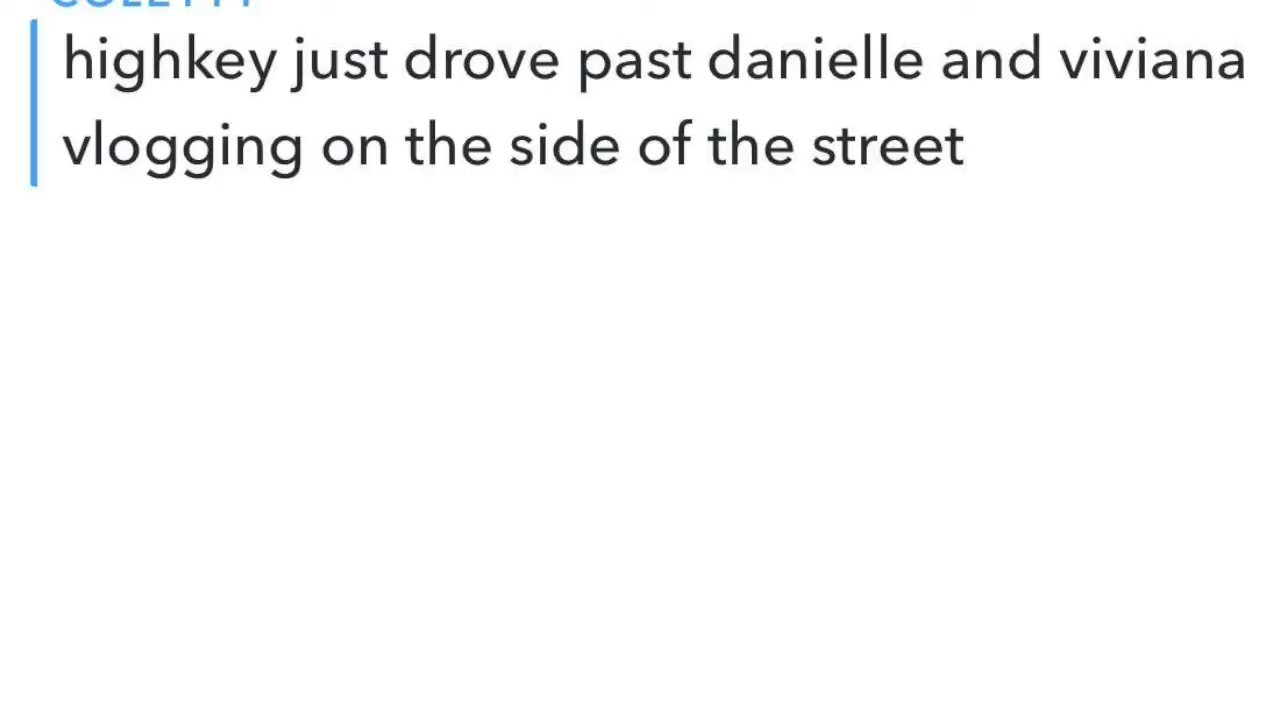 highkey just drove past danielle and viviana
vlogging on the side of the street